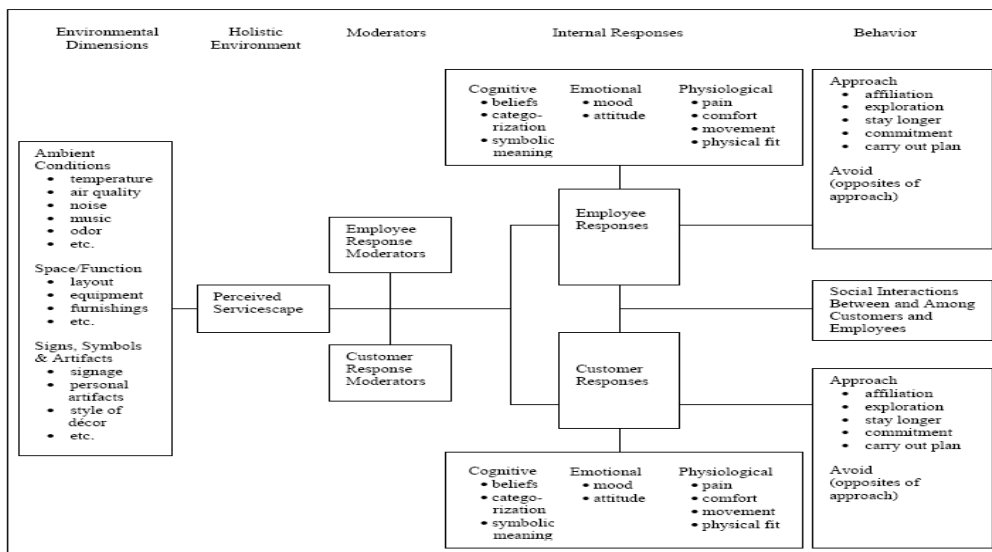 Environmental
Dimensions
Holistic
Environment
Moderators
Internal Responses
Behavior
Ambient
Conditions
• temperature
• air quality
• noise
• music
• odor
• etc.
Space/Function
• layout
• equipment
• furnishings
• etc.
Signs, Symbols
& Artifacts
• signage
• personal
artifacts
• style of
décor
• etc.
Perceived
Servicescape
Employee
Response
Moderators
Customer
Response
Moderators
Cognitive
• beliefs
• catego-
rization
• symbolic
meaning
Emotional
• mood
• attitude
Physiological
• pain
• comfort
• movement
• physical fit
Employee
Responses
Customer
Responses
Cognitive
• beliefs
• catego-
rization
• symbolic
meaning
Emotional
• mood
• attitude
Physiological
• pain
• comfort
• movement
• physical fit
Approach
• affiliation
• exploration
• stay longer
• commitment
• carry out plan
Avoid
(opposites of
approach)
Social Interactions
Between and Among
Customers and
Employees
Approach
• affiliation
• exploration
• stay longer
• commitment
• carry out plan
Avoid
(opposites of
approach)